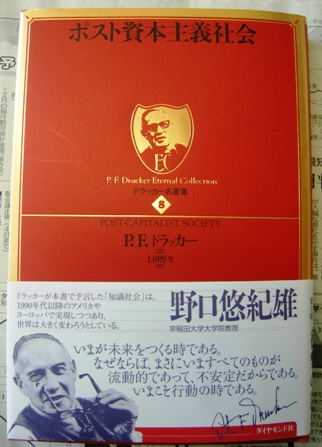 ポスト資本主義社会
EC
P. F. Drucker Eternal Collection
ドラッカー名著集
8
POST-CAPITALIST SOCIETY
P.F.ドラッカー
[著]
上田惇生
[訳]
ドラッカーが本書で予言した「知識社会」は、
1990年代以降のアメリカや
ヨーロッパで実現しつつあり、
世界は大きく変わろうとしている。
野口悠紀雄
早稲田大学大学院教授
いまが未来をつくる時である。
なぜならば、まさにいますべてのものが
流動的であって、不安定だからである。
いまこそ行動の時である。
Peter F. Drucker
ダイヤモンド社